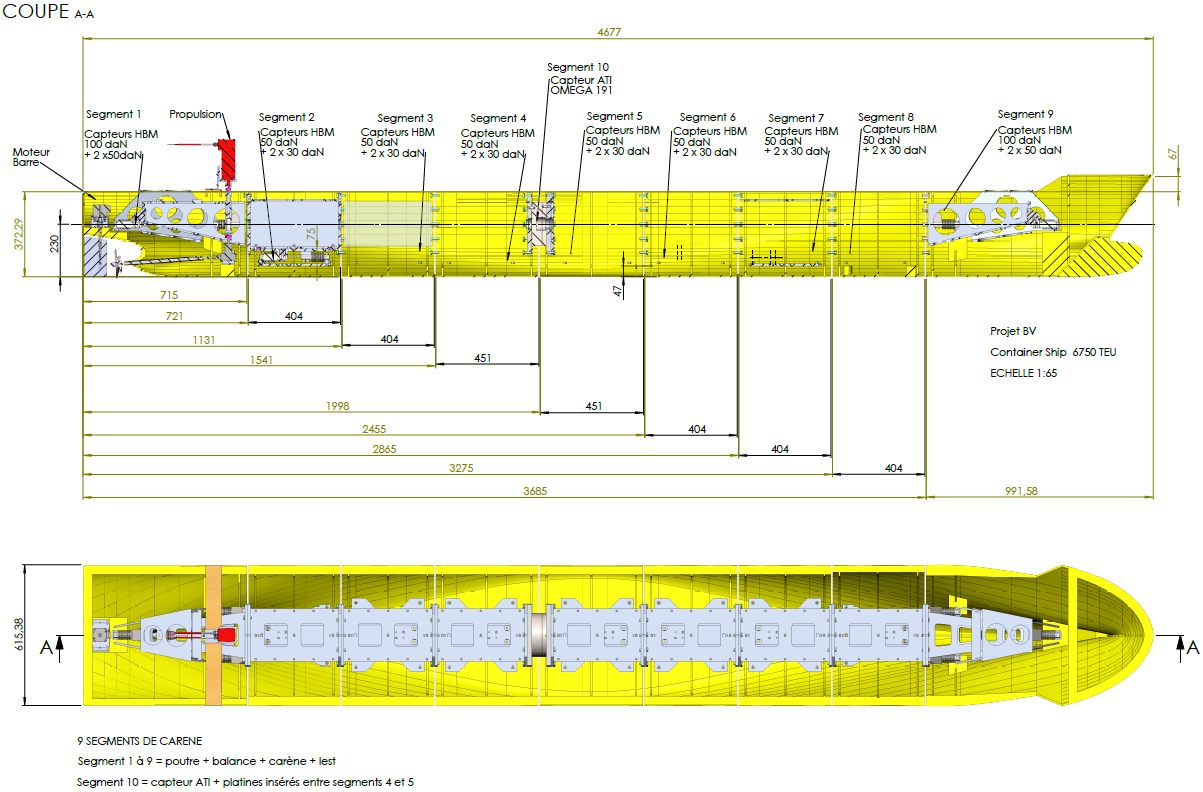 COUPE A-A
4677
Segment 10
Capteur ATI
OMEGA 191
Segment 1
Capteurs HBM
100 daN
+ 2 x50daN
Propulsion
Segment 2
Capteurs HBM
50 daN
+ 2 x 30 daN
Segment 3
Capteurs HBM
50 daN
+ 2 x 30 daN
Segment 4
Capteurs HBM
50 daN
+ 2 x 30 daN
Segment 5
Capteurs HBM
50 daN
+ 2 x 30 daN
Segment 6
Capteurs HBM
50 daN
+ 2 x 30 daN
Segment 7
Capteurs HBM
50 daN
+ 2 x 30 daN
Segment 8
Capteurs HBM
50 daN
+ 2 x 30 daN
Segment 9
Capteurs HBM
100 daN
+ 2 x 50 daN
Moteur
Barre
67
372,29
230
75
47
715
721
404
1131
404
1541
451
1998
451
2455
404
2865
404
3275
404
3685
991,58
Projet BV
Container Ship 6750 TEU
ECHELLE 1:65
615,38
A
A
9 SEGMENTS DE CARENE
Segment 1 à 9 = poutre + balance + carène + lest
Segment 10 = capteur ATI + platines insérés entre segments 4 et 5